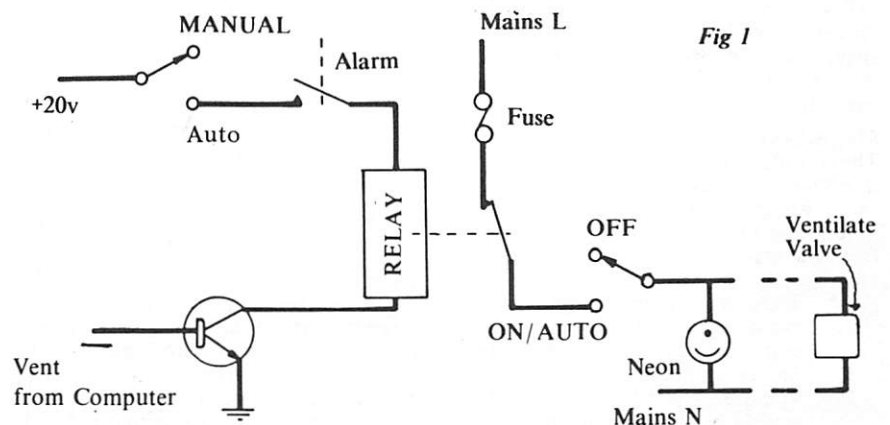 MANUAL
Mains L
Fig 1
Alarm
+20v
Fuse
Auto
RELAY
OFF
Ventilate
Valve
ON/AUTO
Neon
Vent
from Computer
Mains N